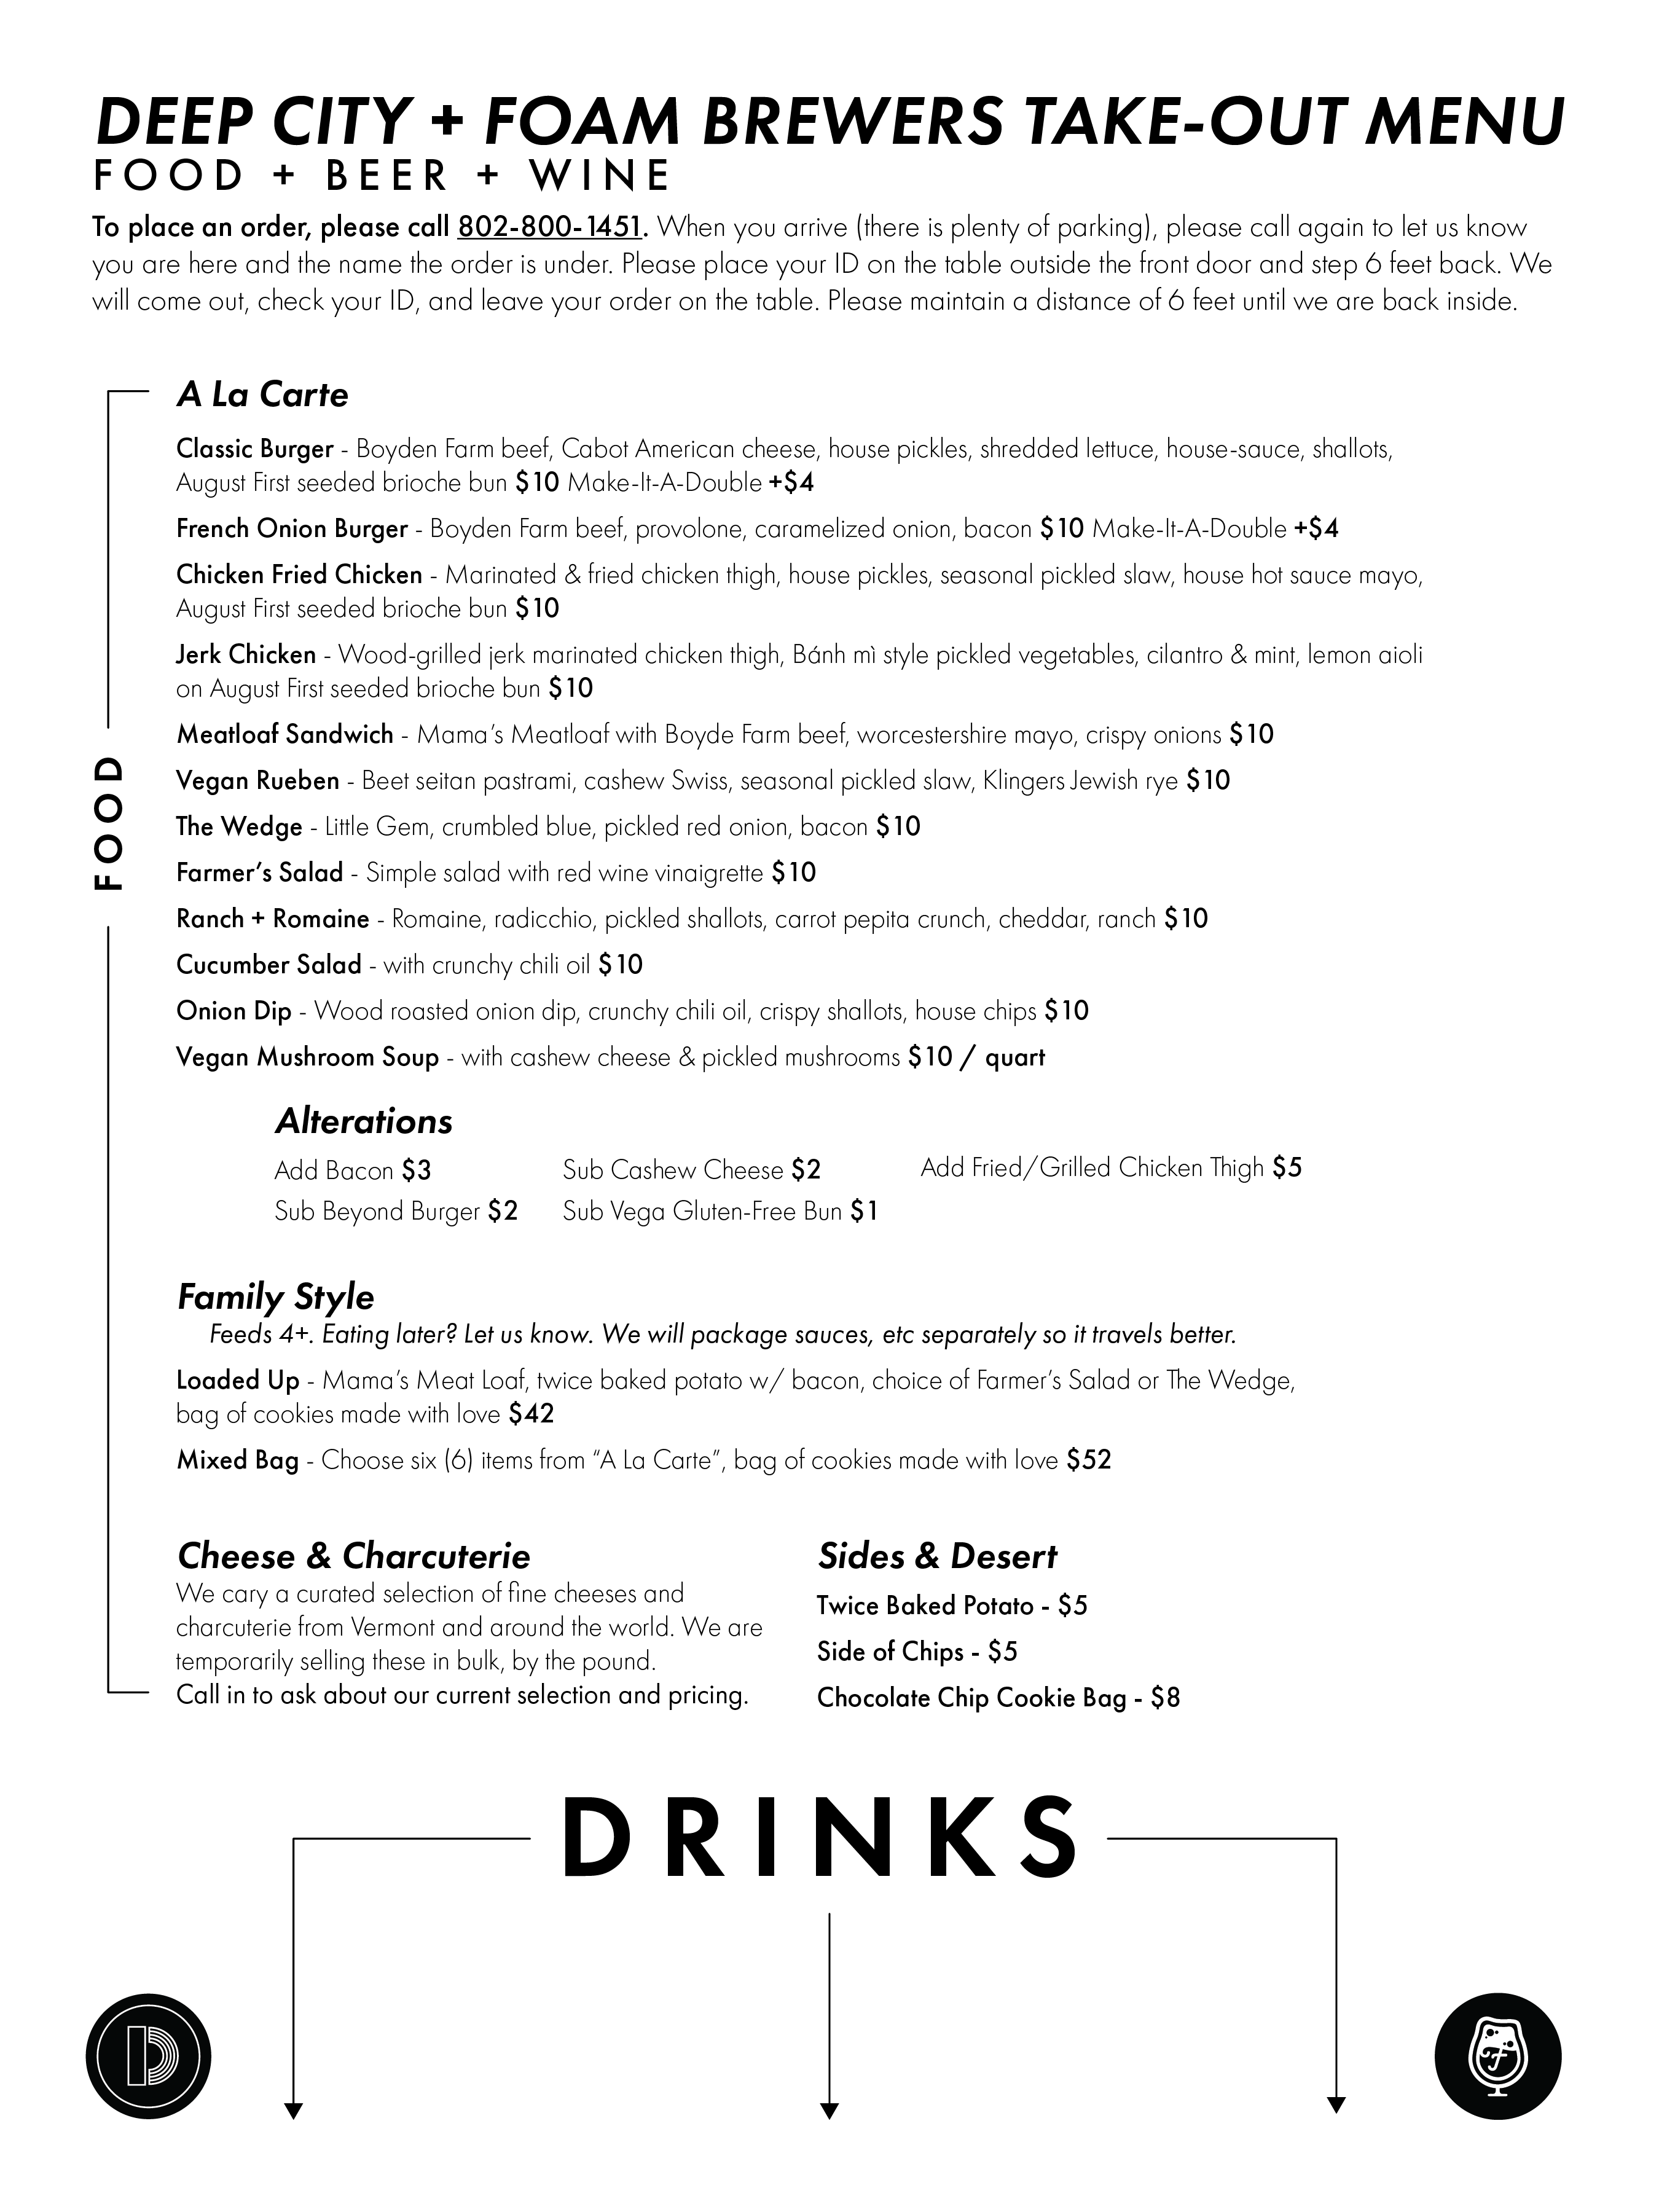 DEEP CITY + FOAM BREWERS TAKE-OUT MENU
FOOD + BEER + WINE
To place an order, please call 802-800-1451. When you arrive (there is plenty of parking), please call again to let us know
you are here and the name the order is under. Please place your ID on the table outside the front door and step 6 feet back. We
will come out, check your ID, and leave your order on the table. Please maintain a distance of 6 feet until we are back inside.
FOOD
A La Carte
Classic Burger - Boyden Farm beef, Cabot American cheese, house pickles, shredded lettuce, house-sauce, shallots,
August First seeded brioche bun $10 Make-It-A-Double +$4
French Onion Burger - Boyden Farm beef, provolone, caramelized onion, bacon $10 Make-It-A-Double +$4
Chicken Fried Chicken - Marinated & fried chicken thigh, house pickles, seasonal pickled slaw, house hot sauce mayo,
August First seeded brioche bun $10
Jerk Chicken - Wood-grilled jerk marinated chicken thigh, Bánh mì style pickled vegetables, cilantro & mint, lemon aioli
on August First seeded brioche bun $10
Meatloaf Sandwich - Mama's Meatloaf with Boyde Farm beef, worcestershire mayo, crispy onions $10
Vegan Rueben - Beet seitan pastrami, cashew Swiss, seasonal pickled slaw, Klingers Jewish rye $10
The Wedge - Little Gem, crumbled blue, pickled red onion, bacon $10
Farmer's Salad - Simple salad with red wine vinaigrette $10
Ranch + Romaine - Romaine, radicchio, pickled shallots, carrot pepita crunch, cheddar, ranch $10
Cucumber Salad - with crunchy chili oil $10
Onion Dip - Wood roasted onion dip, crunchy chili oil, crispy shallots, house chips $10
Vegan Mushroom Soup - with cashew cheese & pickled mushrooms $10 / quart
Alterations
Add Bacon $3
Sub Beyond Burger $2
Sub Cashew Cheese $2
Sub Vega Gluten-Free Bun $1
Add Fried/Grilled Chicken Thigh $5
Family Style
Feeds 4+. Eating later? Let us know. We will package sauces, etc separately so it travels better.
Loaded Up - Mama's Meat Loaf, twice baked potato w/ bacon, choice of Farmer's Salad or The Wedge,
bag of cookies made with love $42
Mixed Bag - Choose six (6) items from "A La Carte", bag of cookies made with love $52
Cheese & Charcuterie
We cary a curated selection of fine cheeses and
charcuterie from Vermont and around the world. We are
temporarily selling these in bulk, by the pound.
Call in to ask about our current selection and pricing.
Sides & Desert
Twice Baked Potato - $5
Side of Chips - $5
Chocolate Chip Cookie Bag - $8
DRINKS
D
F